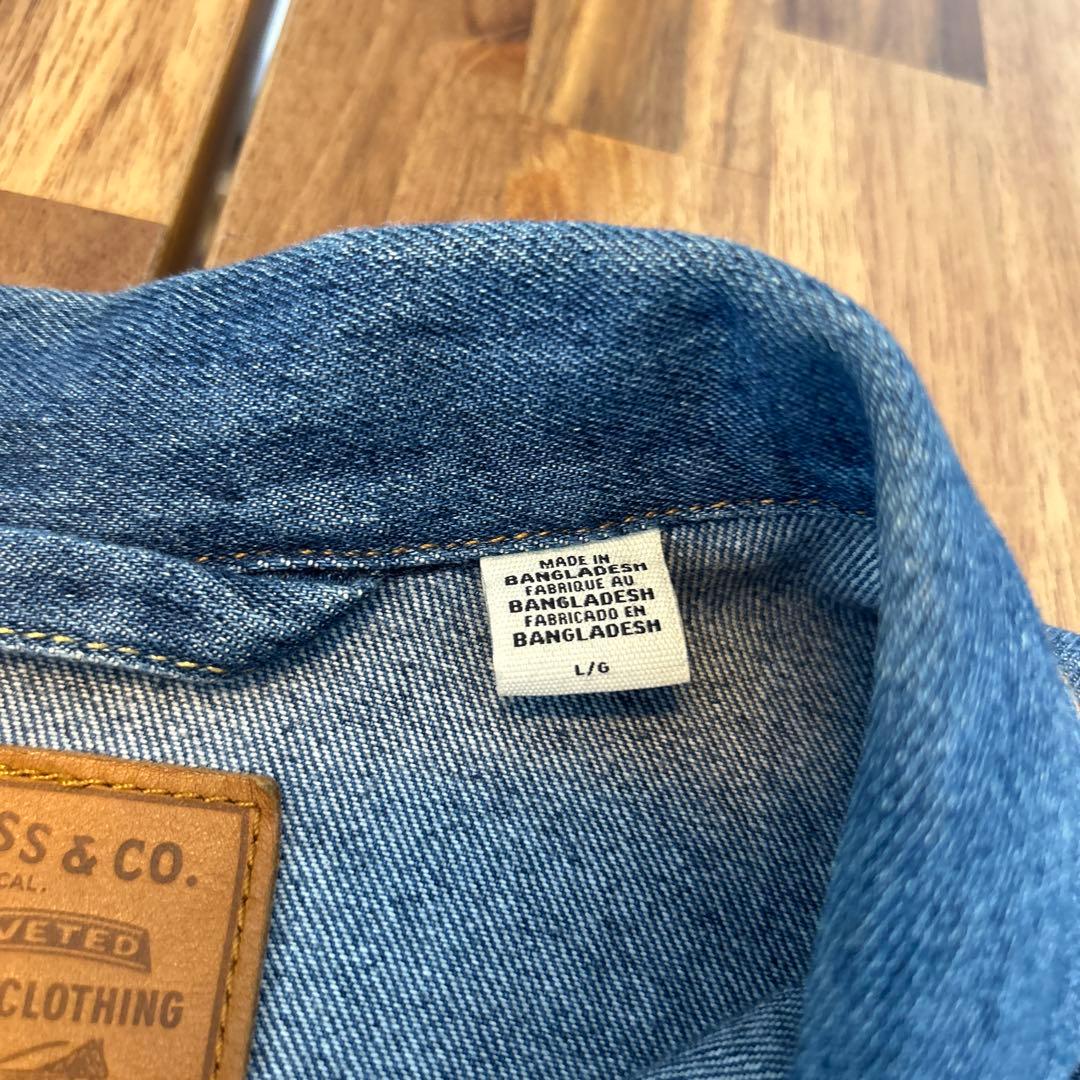 MADE IN
BANGLADESH
FABRIQUE AU
BANGLADESH
FABRICADO EN
BANGLADESH
L/G
SS & CO.
CAL.
VETED
CLOTHING